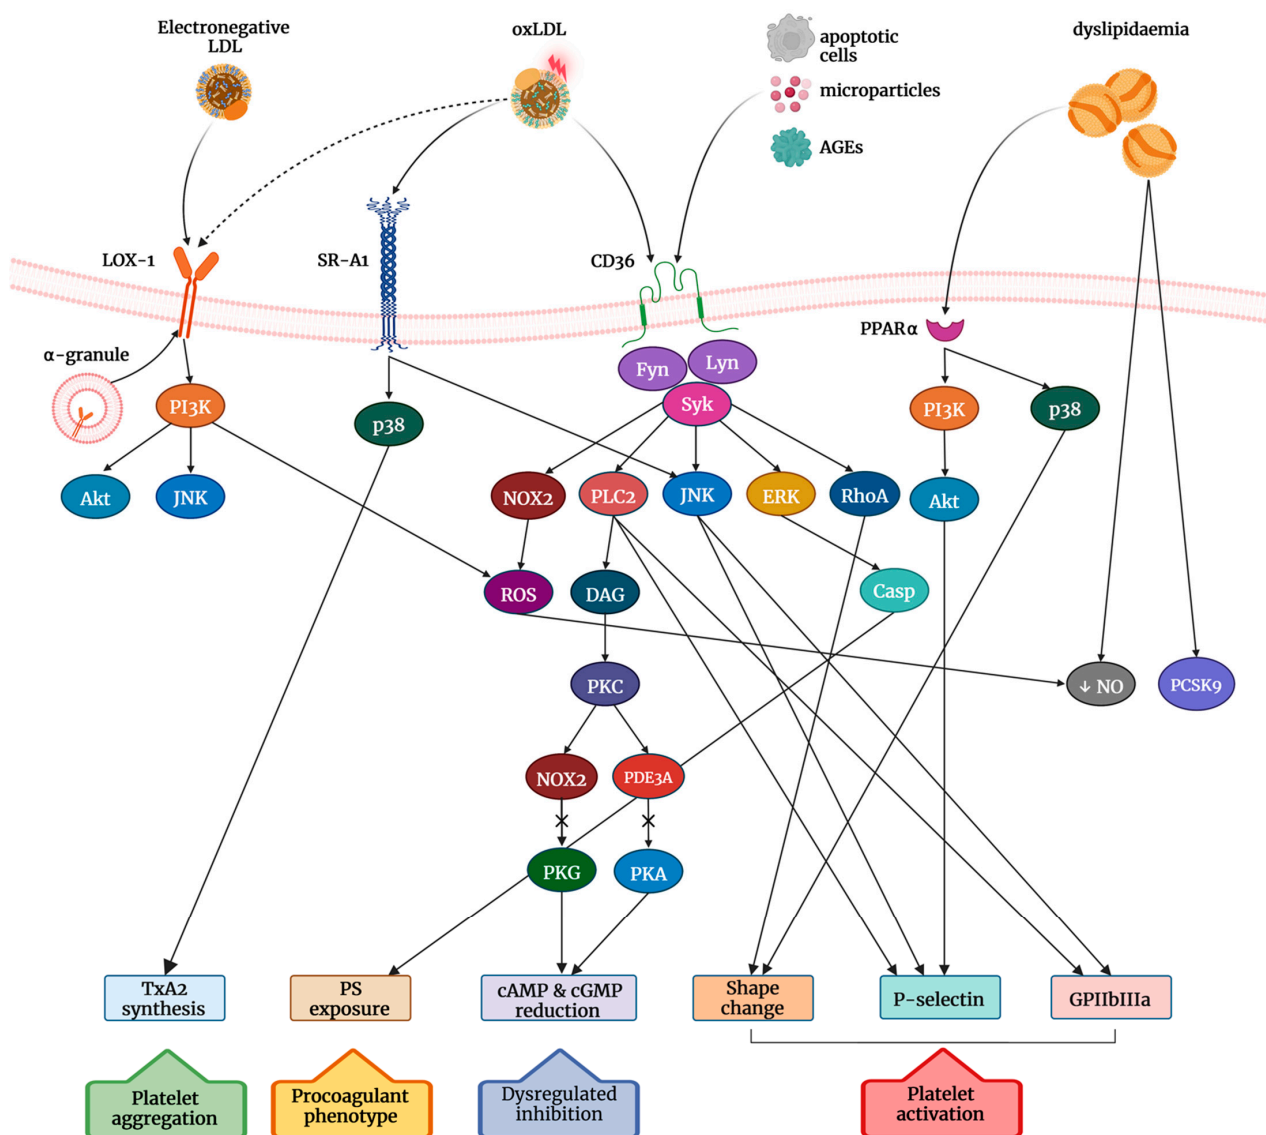 Electronegative
LDL
oxLDL
apoptotic
cells
microparticles
AGEs
dyslipidaemia
LOX-1
SR-A1
CD36
PPARα
α-granule
PI3K
p38
Fyn
Lyn
Syk
PI3K
p38
Akt
JNK
NOX2
PLC2
JNK
ERK
RhoA
Akt
ROS
DAG
Casp
PKC
↓ NO
PCSK9
NOX2
PDE3A
PKG
PKA
TxA2
synthesis
PS
exposure
cAMP & cGMP
reduction
Shape
change
P-selectin
GPIIbIIIa
Platelet
aggregation
Procoagulant
phenotype
Dysregulated
inhibition
Platelet
activation